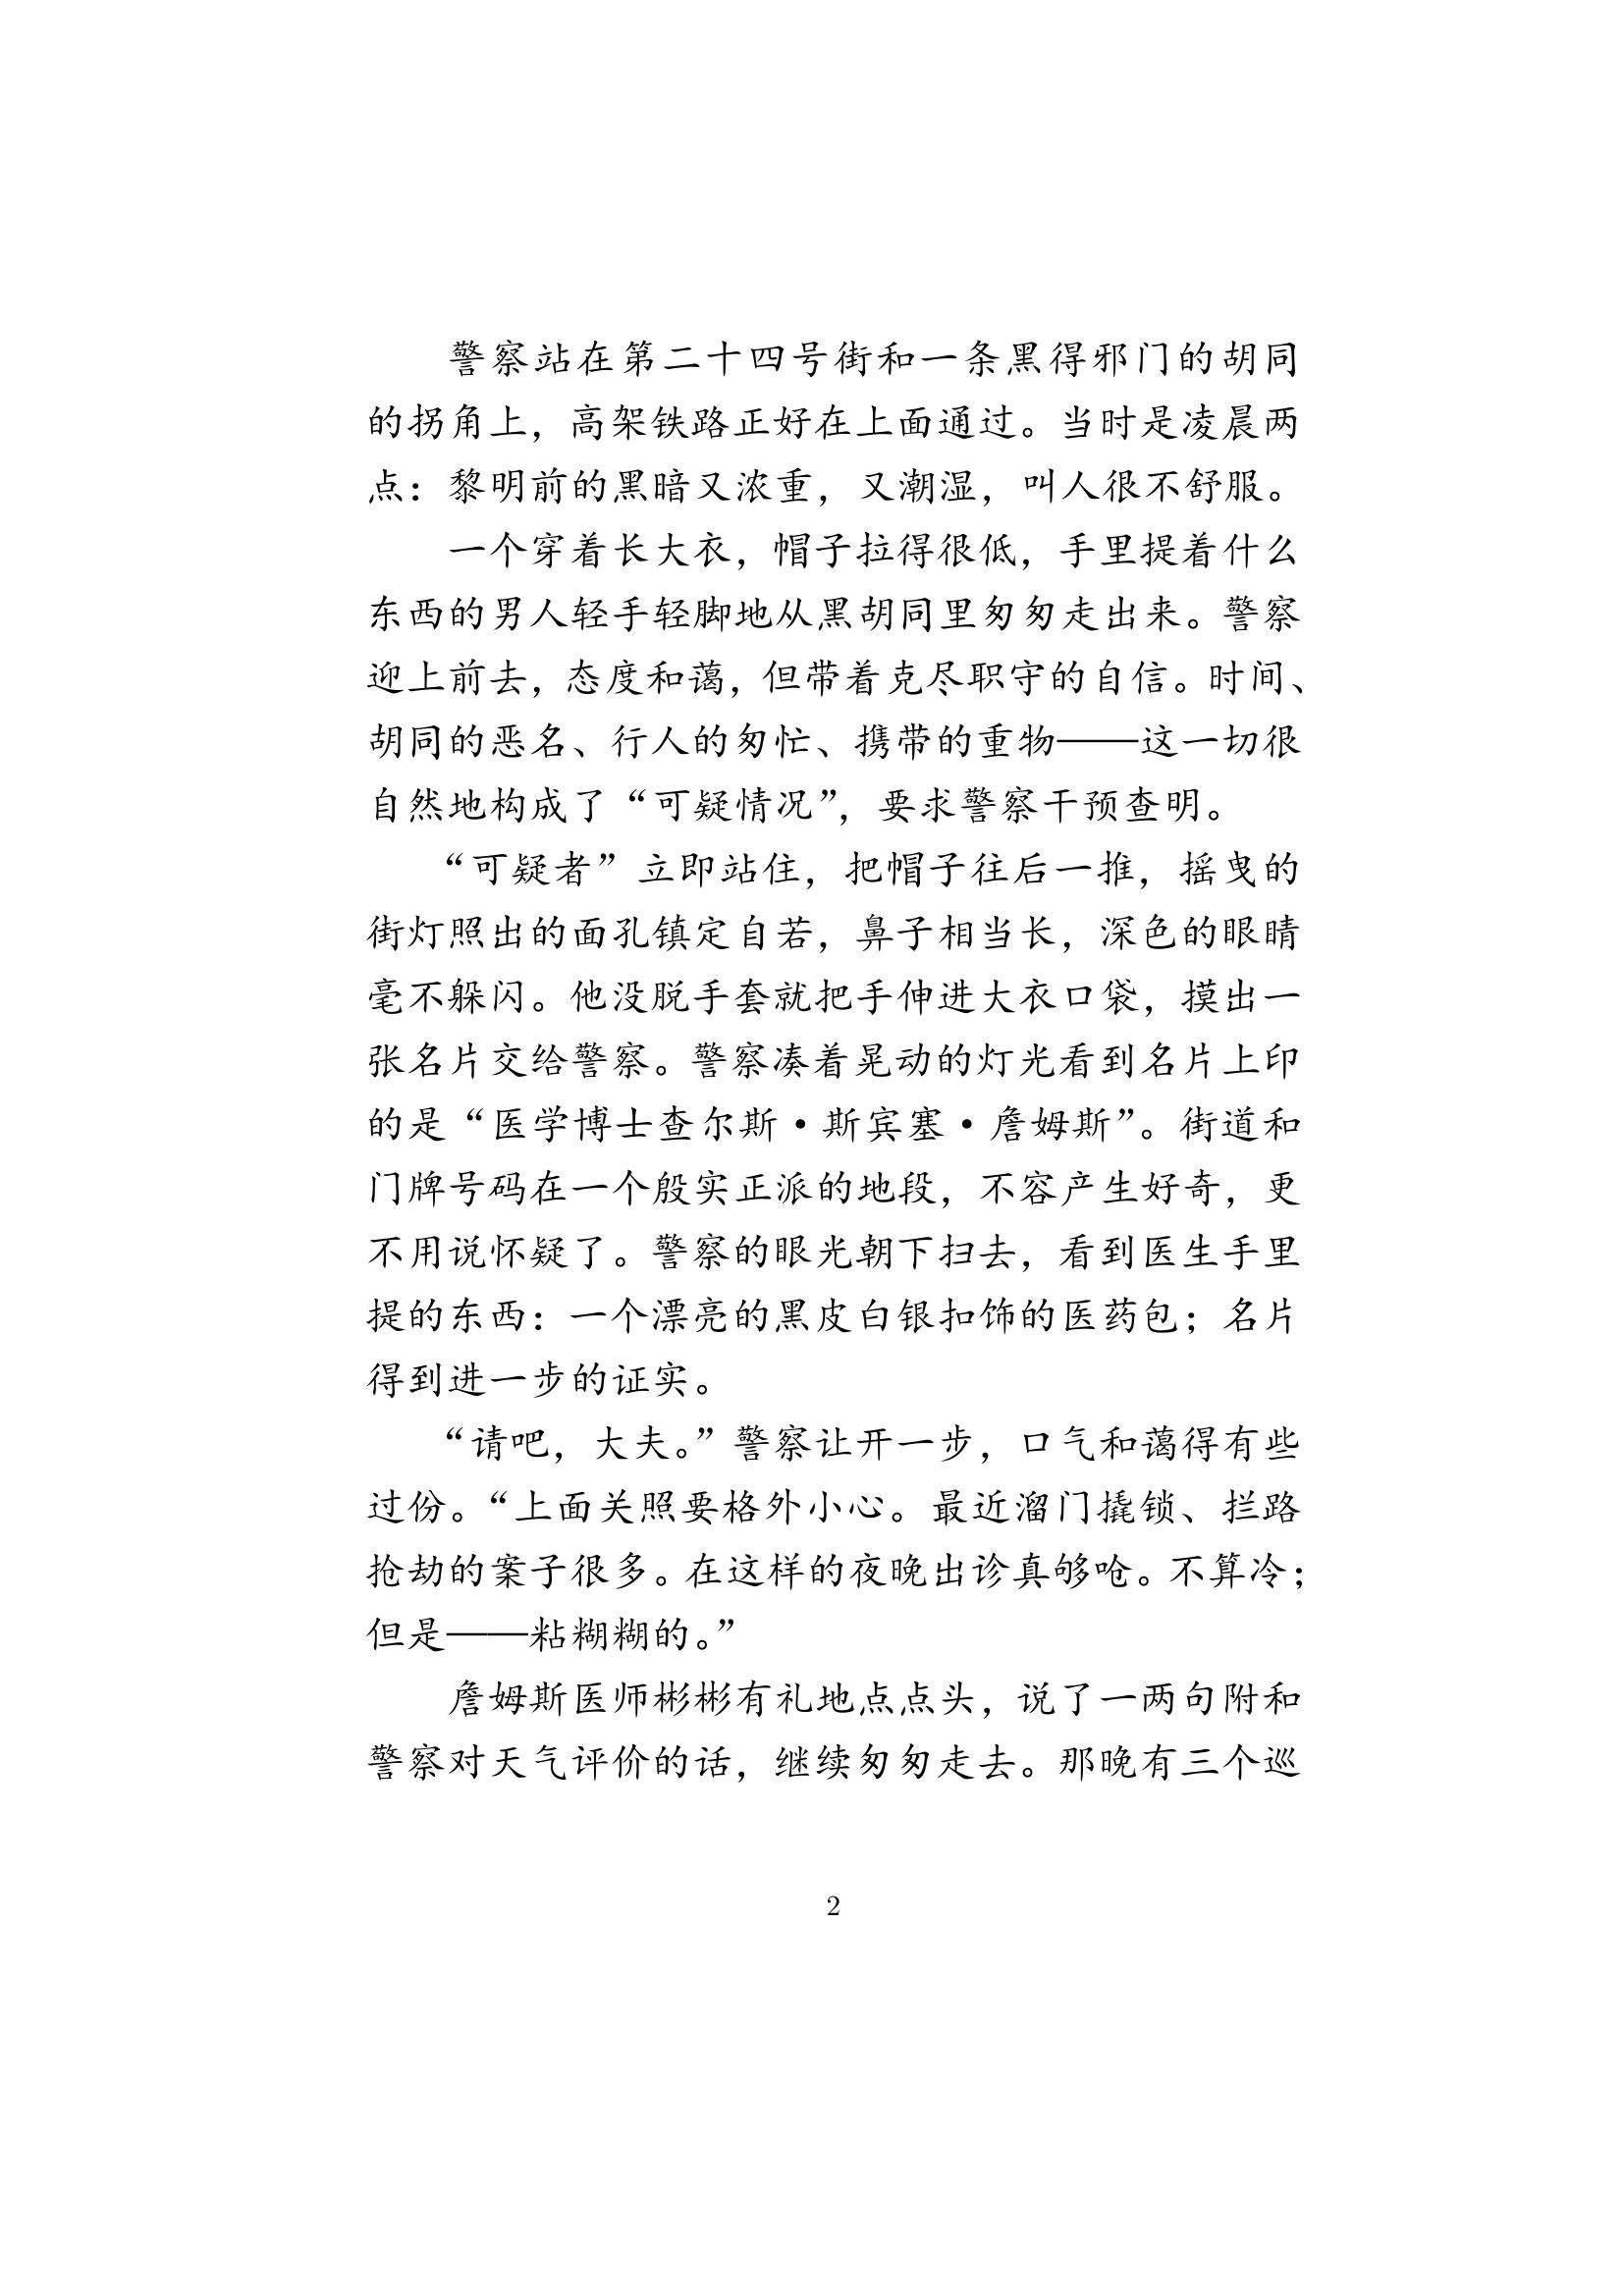 警察站在第二十四号街和一条黑得邪门的胡同
的拐角上，高架铁路正好在上面通过。当时是凌晨两
点：黎明前的黑暗又浓重，又潮湿，叫人很不舒服。
一个穿着长大衣，帽子拉得很低，手里提着什么
东西的男人轻手轻脚地从黑胡同里匆匆走出来。警察
迎上前去，态度和蔼，但带着克尽职守的自信。时间、
胡同的恶名、行人的匆忙、携带的重物——这一切很
自然地构成了“可疑情况”，要求警察干预查明。
“可疑者”立即站住，把帽子往后一推，摇曳的
街灯照出的面孔镇定自若，鼻子相当长，深色的眼睛
毫不躲闪。他没脱手套就把手伸进大衣口袋，摸出一
张名片交给警察。警察凑着晃动的灯光看到名片上印
的是“医学博士查尔斯·斯宾塞·詹姆斯”。街道和
门牌号码在一个殷实正派的地段，不容产生好奇，更
不用说怀疑了。警察的眼光朝下扫去，看到医生手里
提的东西：一个漂亮的黑皮白银扣饰的医药包；名片
得到进一步的证实。
“请吧，大夫。”警察让开一步，口气和蔼得有些
过份。“上面关照要格外小心。最近溜门撬锁、拦路
抢劫的案子很多。在这样的夜晚出诊真够呛。不算冷；
但是——粘糊糊的。”
詹姆斯医师彬彬有礼地点点头，说了一两句附和
警察对天气评价的话，继续匆匆走去。那晚有三个巡
2